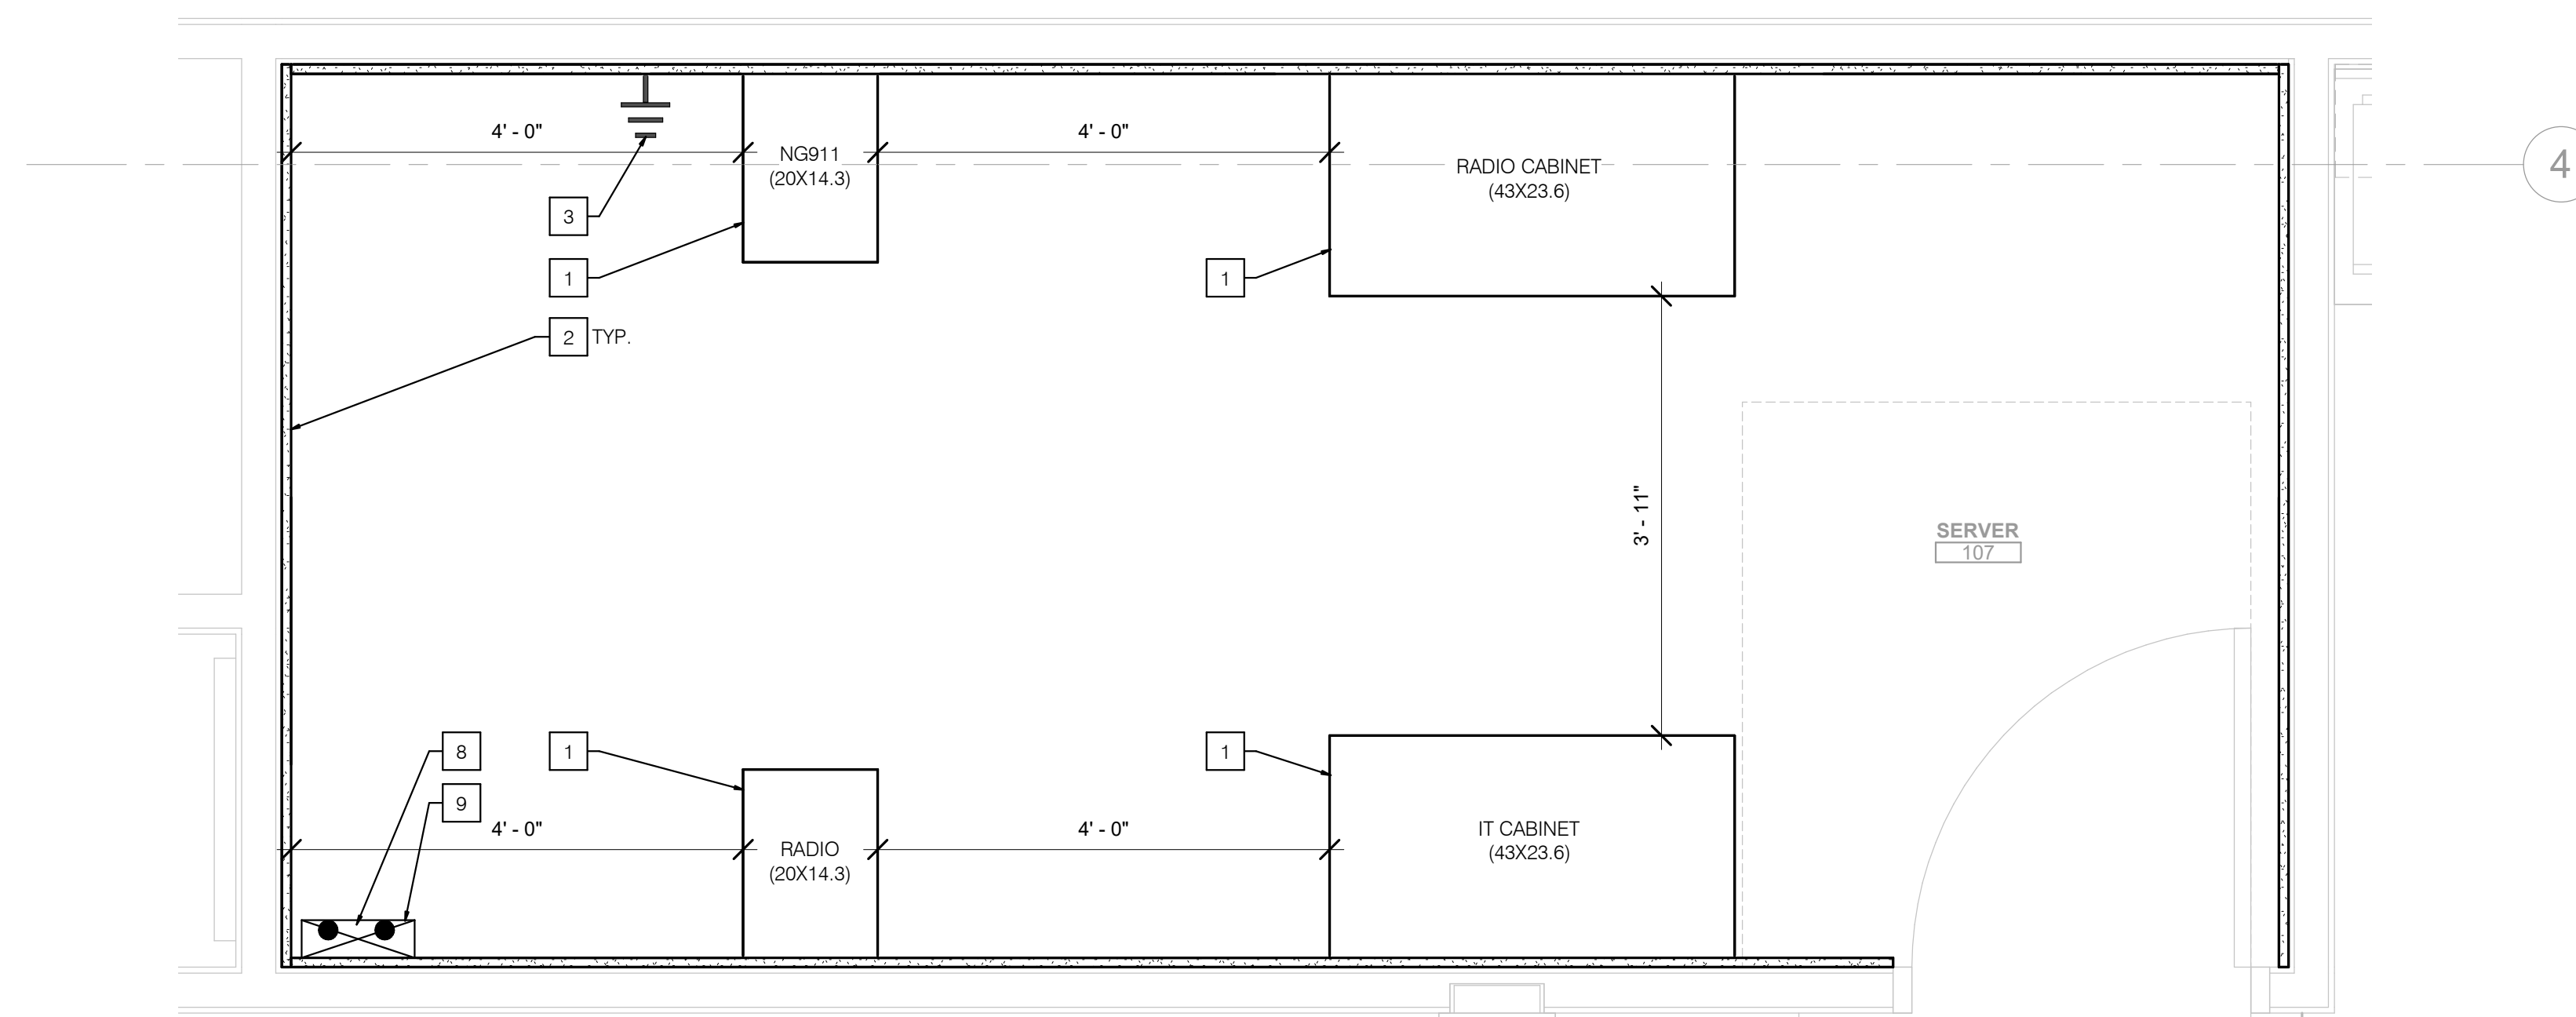 4' - 0"
4' - 0"
NG911
(20X14.3)
RADIO CABINET
(43X23.6)
4
3
1
1
2 TYP.
3' - 11"
SERVER
107
8
1
1
9
4' - 0"
4' - 0"
RADIO
(20X14.3)
IT CABINET
(43X23.6)